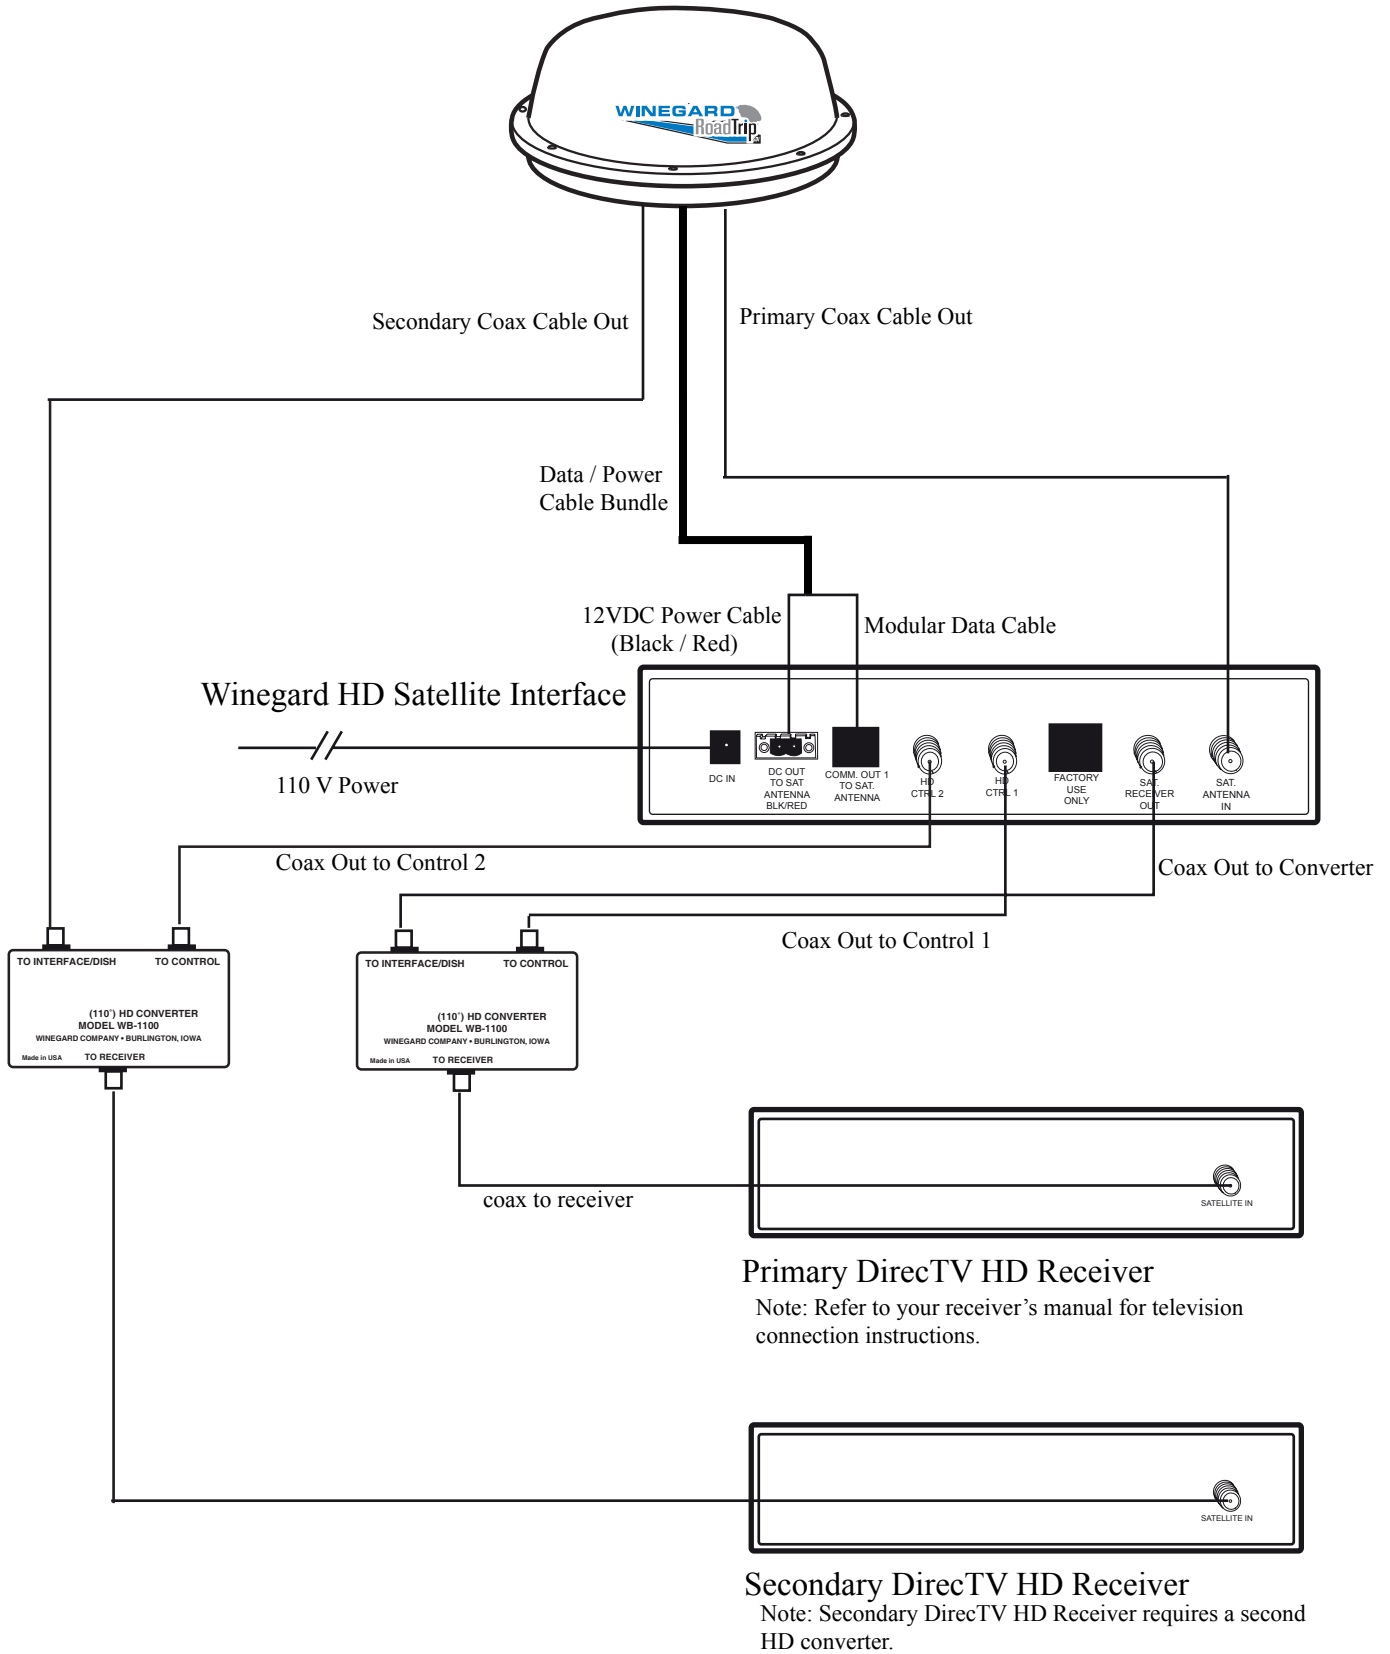 WINEGARD
RoadTrip
Secondary Coax Cable Out
Primary Coax Cable Out
Data / Power
Cable Bundle
12VDC Power Cable
(Black / Red)
Modular Data Cable
Winegard HD Satellite Interface
110 V Power
DC IN
DC OUT
TO SAT
ANTENNA
BLK/RED
COMM. OUT 1
TO SAT.
ANTENNA
HD
CTRL 2
HD
CTRL 1
FACTORY
USE
ONLY
SAT.
RECEIVER
OUT
SAT.
ANTENNA
IN
Coax Out to Control 2
Coax Out to Converter
Coax Out to Control 1
TO INTERFACE/DISH TO CONTROL
(110°) HD CONVERTER
MODEL WB-1100
WINEGARD COMPANY • BURLINGTON, IOWA
Made in USA TO RECEIVER
TO INTERFACE/DISH TO CONTROL
(110°) HD CONVERTER
MODEL WB-1100
WINEGARD COMPANY • BURLINGTON, IOWA
Made in USA TO RECEIVER
coax to receiver
SATELLITE IN
Primary DirecTV HD Receiver
Note: Refer to your receiver’s manual for television
connection instructions.
SATELLITE IN
Secondary DirecTV HD Receiver
Note: Secondary DirecTV HD Receiver requires a second
HD converter.